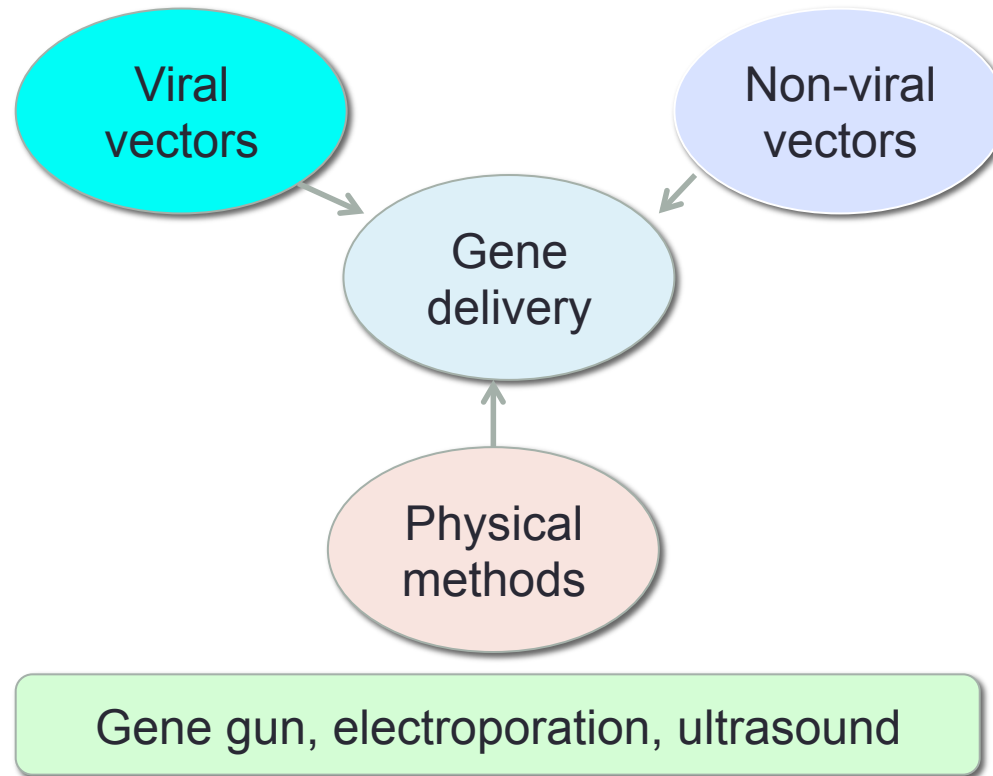 Viral
vectors
Non-viral
vectors
Gene
delivery
Physical
methods
Gene gun, electroporation, ultrasound